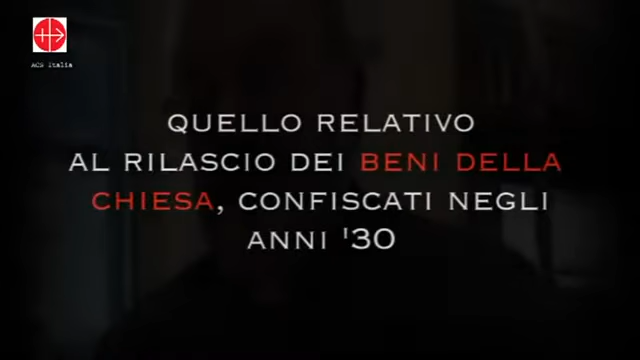 ACS Italia
QUELLO RELATIVO
AL RILASCIO DEI BENI DELLA
CHIESA, CONFISCATI NEGLI
ANNI '30